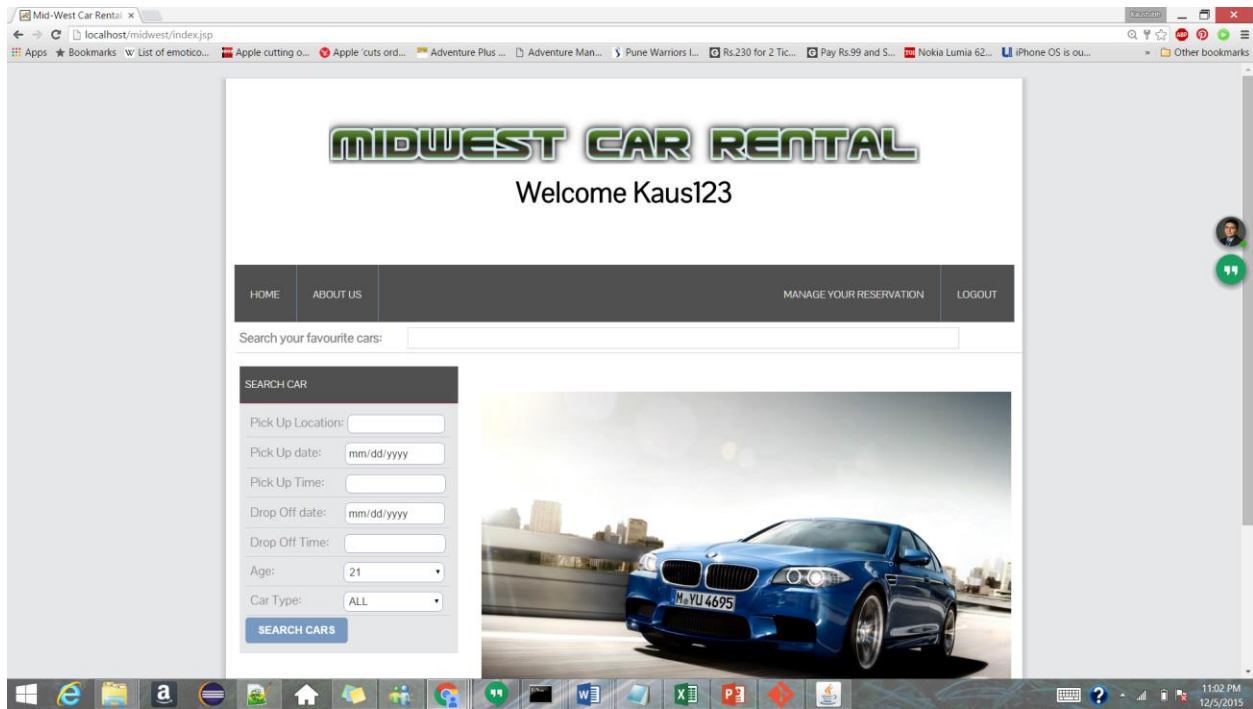 Mid-West Car Rental
Kaustubh
localhost/midwest/index.jsp
Apps Bookmarks List of emotico... Apple cutting o... Apple 'cuts ord... Adventure Plus ... Adventure Man... Pune Warriors I... Rs.230 for 2 Tic... Pay Rs.99 and S... Nokia Lumia 62... iPhone OS is ou... » Other bookmarks
MIDWEST CAR RENTAL
Welcome Kaus123
HOME ABOUT US MANAGE YOUR RESERVATION LOGOUT
Search your favourite cars:
SEARCH CAR
Pick Up Location:
Pick Up date: mm/dd/yyyy
Pick Up Time:
Drop Off date: mm/dd/yyyy
Drop Off Time:
Age: 21
Car Type: ALL
SEARCH CARS
M YU 4695
11:02 PM
12/5/2015